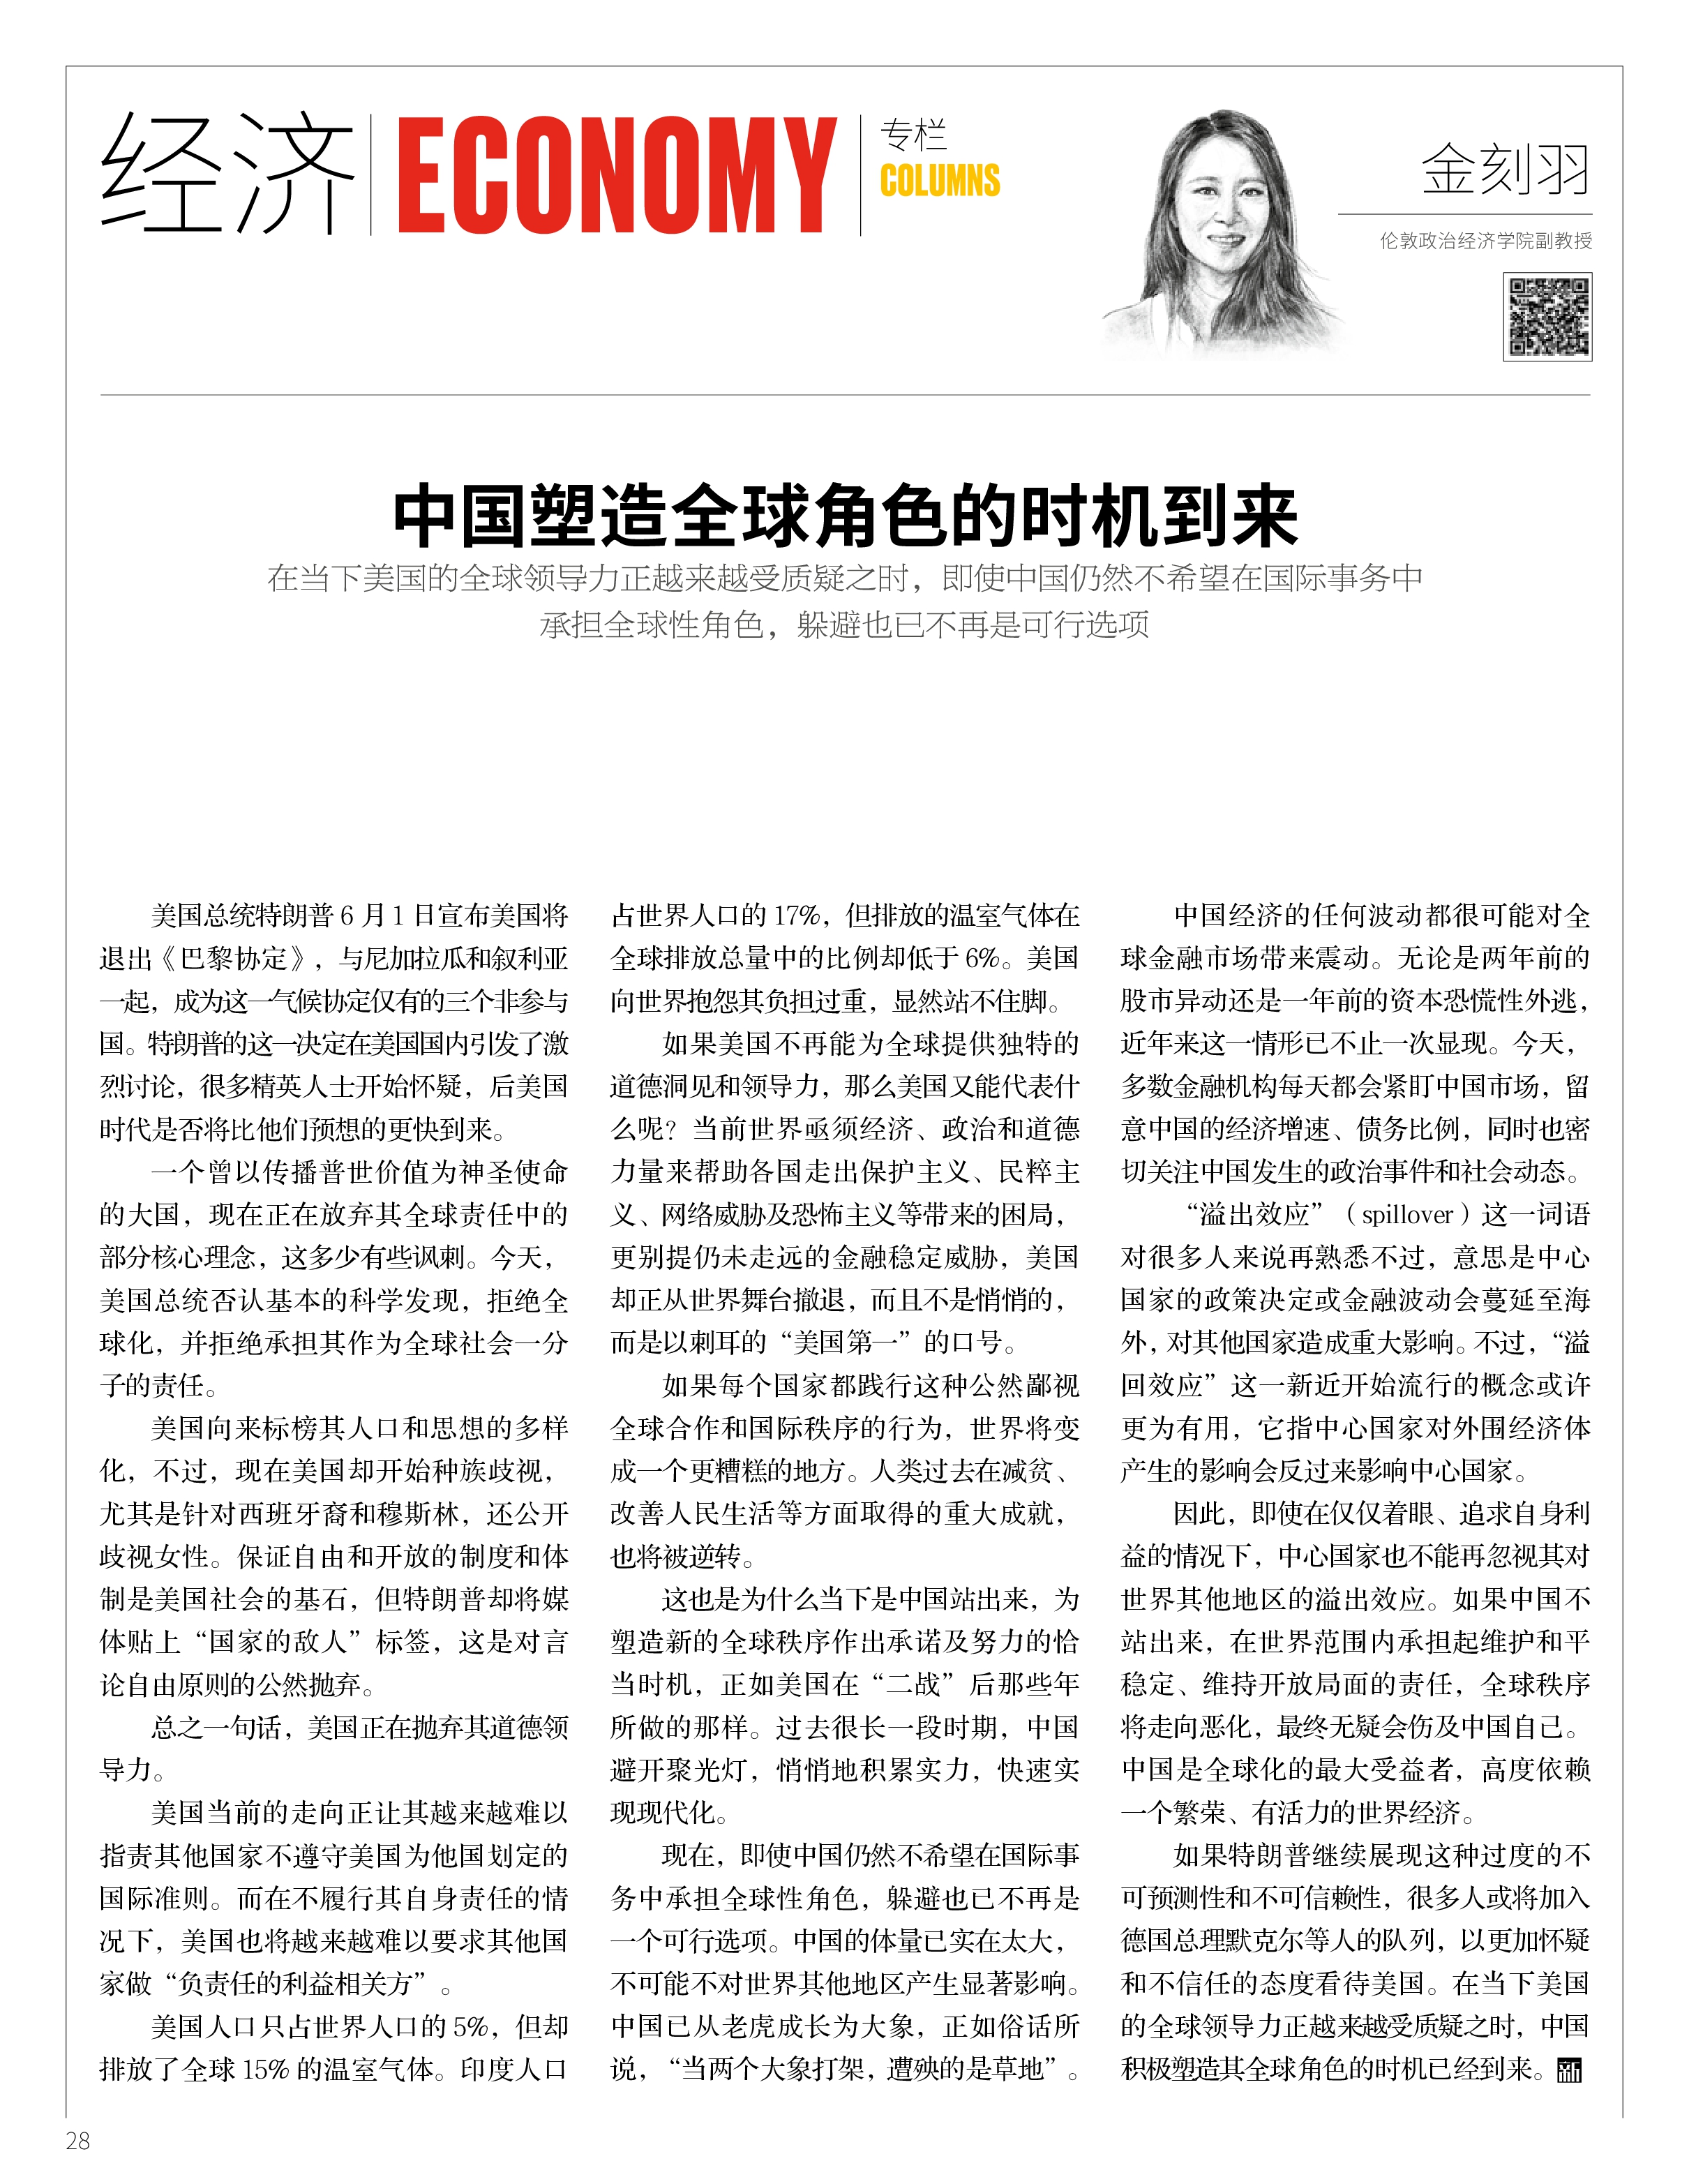 经济
ECONOMY
专栏
COLUMNS
金刻羽
伦敦政治经济学院副教授
中国塑造全球角色的时机到来
在当下美国的全球领导力正越来越受质疑之时，即使中国仍然不希望在国际事务中
承担全球性角色，躲避也已不再是可行选项
美国总统特朗普 6 月 1 日宣布美国将
退出《巴黎协定》，与尼加拉瓜和叙利亚
一起，成为这一气候协定仅有的三个非参与
国。特朗普的这一决定在美国国内引发了激
烈讨论，很多精英人士开始怀疑，后美国
时代是否将比他们预想的更快到来。
一个曾以传播普世价值为神圣使命
的大国，现在正在放弃其全球责任中的
部分核心理念，这多少有些讽刺。今天，
美国总统否认基本的科学发现，拒绝全
球化，并拒绝承担其作为全球社会一分
子的责任。
美国向来标榜其人口和思想的多样
化，不过，现在美国却开始种族歧视，
尤其是针对西班牙裔和穆斯林，还公开
歧视女性。保证自由和开放的制度和体
制是美国社会的基石，但特朗普却将媒
体贴上“国家的敌人”标签，这是对言
论自由原则的公然抛弃。
总之一句话，美国正在抛弃其道德领
导力。
美国当前的走向正让其越来越难以
指责其他国家不遵守美国为他国划定的
国际准则。而在不履行其自身责任的情
况下，美国也将越来越难以要求其他国
家做“负责任的利益相关方”。
美国人口只占世界人口的 5%，但却
排放了全球 15% 的温室气体。印度人口
占世界人口的 17%，但排放的温室气体在
全球排放总量中的比例却低于 6%。美国
向世界抱怨其负担过重，显然站不住脚。
如果美国不再能为全球提供独特的
道德洞见和领导力，那么美国又能代表什
么呢？当前世界亟须经济、政治和道德
力量来帮助各国走出保护主义、民粹主
义、网络威胁及恐怖主义等带来的困局，
更别提仍未走远的金融稳定威胁，美国
却正从世界舞台撤退，而且不是悄悄的，
而是以刺耳的“美国第一”的口号。
如果每个国家都践行这种公然鄙视
全球合作和国际秩序的行为，世界将变
成一个更糟糕的地方。人类过去在减贫、
改善人民生活等方面取得的重大成就，
也将被逆转。
这也是为什么当下是中国站出来，为
塑造新的全球秩序作出承诺及努力的恰
当时机，正如美国在“二战”后那些年
所做的那样。过去很长一段时期，中国
避开聚光灯，悄悄地积累实力，快速实
现现代化。
现在，即使中国仍然不希望在国际事
务中承担全球性角色，躲避也已不再是
一个可行选项。中国的体量已实在太大，
不可能不对世界其他地区产生显著影响。
中国已从老虎成长为大象，正如俗话所
说，“当两个大象打架，遭殃的是草地”。
中国经济的任何波动都很可能对全
球金融市场带来震动。无论是两年前的
股市异动还是一年前的资本恐慌性外逃，
近年来这一情形已不止一次显现。今天，
多数金融机构每天都会紧盯中国市场，留
意中国的经济增速、债务比例，同时也密
切关注中国发生的政治事件和社会动态。
“溢出效应”（spillover）这一词语
对很多人来说再熟悉不过，意思是中心
国家的政策决定或金融波动会蔓延至海
外，对其他国家造成重大影响。不过，“溢
回效应”这一新近开始流行的概念或许
更为有用，它指中心国家对外围经济体
产生的影响会反过来影响中心国家。
因此，即使在仅仅着眼、追求自身利
益的情况下，中心国家也不能再忽视其对
世界其他地区的溢出效应。如果中国不
站出来，在世界范围内承担起维护和平
稳定、维持开放局面的责任，全球秩序
将走向恶化，最终无疑会伤及中国自己。
中国是全球化的最大受益者，高度依赖
一个繁荣、有活力的世界经济。
如果特朗普继续展现这种过度的不
可预测性和不可信赖性，很多人或将加入
德国总理默克尔等人的队列，以更加怀疑
和不信任的态度看待美国。在当下美国
的全球领导力正越来越受质疑之时，中国
积极塑造其全球角色的时机已经到来。新
28